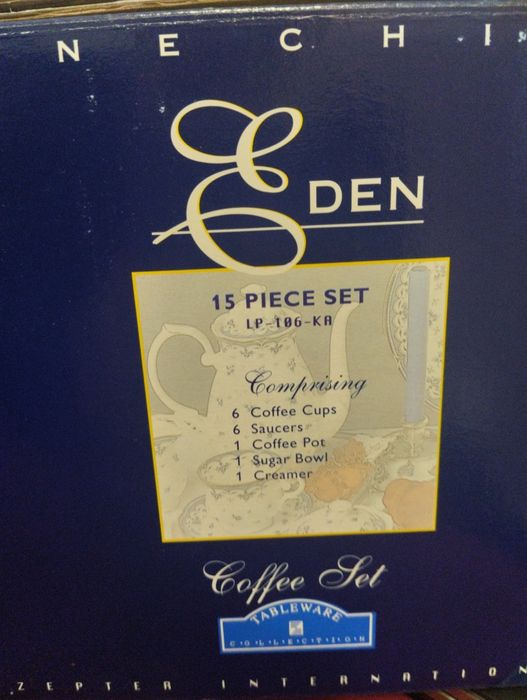 NECHI
EDEN
15 PIECE SET
LP-106-KA
Comprising
6 Coffee Cups
6 Saucers
1 Coffee Pot
1 Sugar Bowl
1 Creamer
Coffee Set
TABLEWARE
COLLECTION
ZEPTER INTERNATION